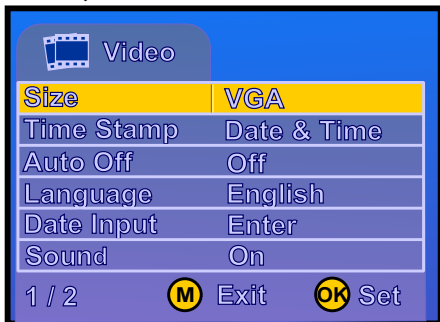 Video
Size VGA
Time Stamp Date & Time
Auto Off Off
Language English
Date Input Enter
Sound On
1 / 2 M Exit OK Set